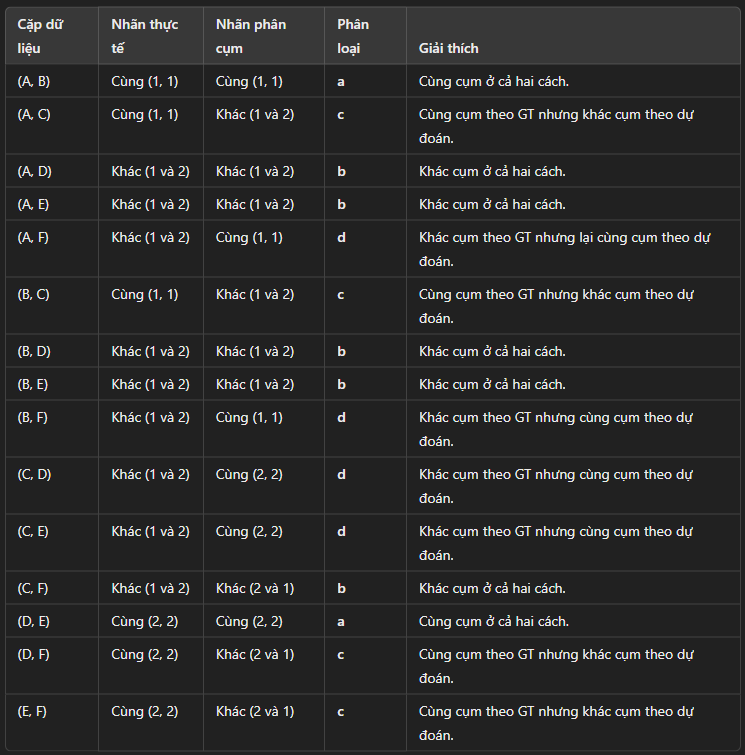 Cặp dữ liệu | Nhãn thực tế | Nhãn phân cụm | Phân loại | Giải thích
(A, B) | Cùng (1, 1) | Cùng (1, 1) | a | Cùng cụm ở cả hai cách.
(A, C) | Cùng (1, 1) | Khác (1 và 2) | c | Cùng cụm theo GT nhưng khác cụm theo dự đoán.
(A, D) | Khác (1 và 2) | Khác (1 và 2) | b | Khác cụm ở cả hai cách.
(A, E) | Khác (1 và 2) | Khác (1 và 2) | b | Khác cụm ở cả hai cách.
(A, F) | Khác (1 và 2) | Cùng (1, 1) | d | Khác cụm theo GT nhưng lại cùng cụm theo dự đoán.
(B, C) | Cùng (1, 1) | Khác (1 và 2) | c | Cùng cụm theo GT nhưng khác cụm theo dự đoán.
(B, D) | Khác (1 và 2) | Khác (1 và 2) | b | Khác cụm ở cả hai cách.
(B, E) | Khác (1 và 2) | Khác (1 và 2) | b | Khác cụm ở cả hai cách.
(B, F) | Khác (1 và 2) | Cùng (1, 1) | d | Khác cụm theo GT nhưng cùng cụm theo dự đoán.
(C, D) | Khác (1 và 2) | Cùng (2, 2) | d | Khác cụm theo GT nhưng cùng cụm theo dự đoán.
(C, E) | Khác (1 và 2) | Cùng (2, 2) | d | Khác cụm theo GT nhưng cùng cụm theo dự đoán.
(C, F) | Khác (1 và 2) | Khác (2 và 1) | b | Khác cụm ở cả hai cách.
(D, E) | Cùng (2, 2) | Cùng (2, 2) | a | Cùng cụm ở cả hai cách.
(D, F) | Cùng (2, 2) | Khác (2 và 1) | c | Cùng cụm theo GT nhưng khác cụm theo dự đoán.
(E, F) | Cùng (2, 2) | Khác (2 và 1) | c | Cùng cụm theo GT nhưng khác cụm theo dự đoán.